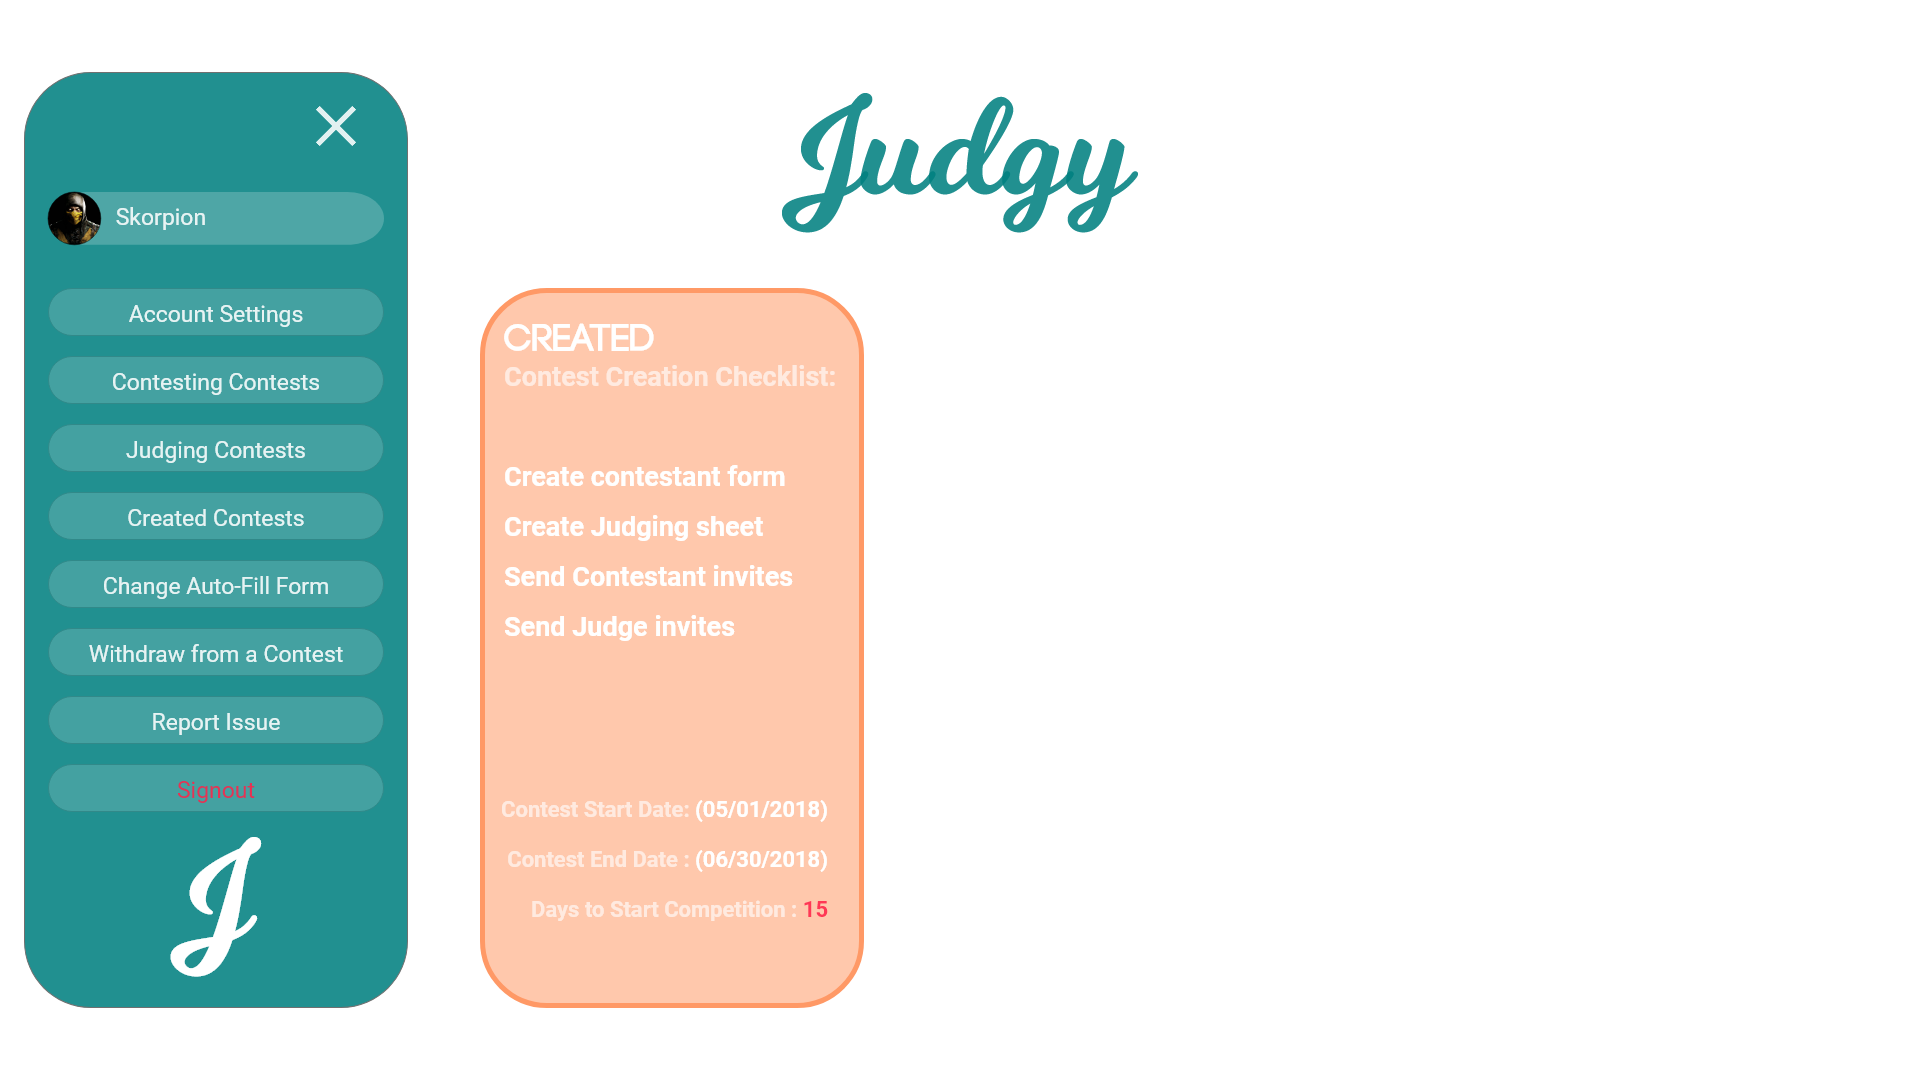 Judgy
Skorpion
Account Settings
Contesting Contests
Judging Contests
Created Contests
Change Auto-Fill Form
Withdraw from a Contest
Report Issue
Signout
J
CREATED
Contest Creation Checklist:
Create contestant form
Create Judging sheet
Send Contestant invites
Send Judge invites
Contest Start Date: (05/01/2018)
Contest End Date : (06/30/2018)
Days to Start Competition : 15